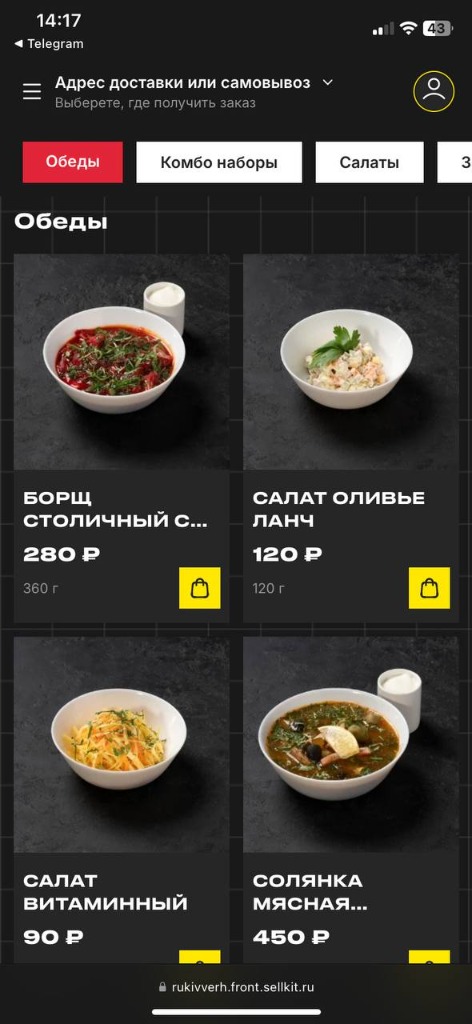 14:17
43
◀ Telegram
Адрес доставки или самовывоз
Выберете, где получить заказ
Обеды
Комбо наборы
Салаты
З
Обеды
БОРЩ
СТОЛИЧНЫЙ С...
280 ₽
360 г
САЛАТ ОЛИВЬЕ
ЛАНЧ
120 ₽
120 г
САЛАТ
ВИТАМИННЫЙ
90 ₽
СОЛЯНКА
МЯСНАЯ...
450 ₽
rukivverh.front.sellkit.ru